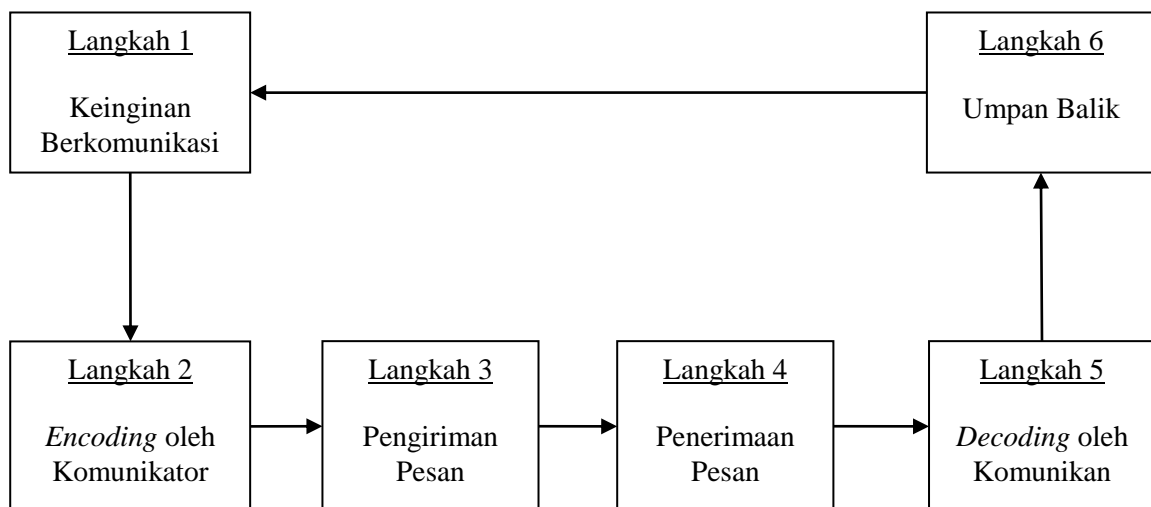 Langkah 1
Keinginan
Berkomunikasi
Langkah 6
Umpan Balik
Langkah 2
Encoding oleh
Komunikator
Langkah 3
Pengiriman
Pesan
Langkah 4
Penerimaan
Pesan
Langkah 5
Decoding oleh
Komunikan